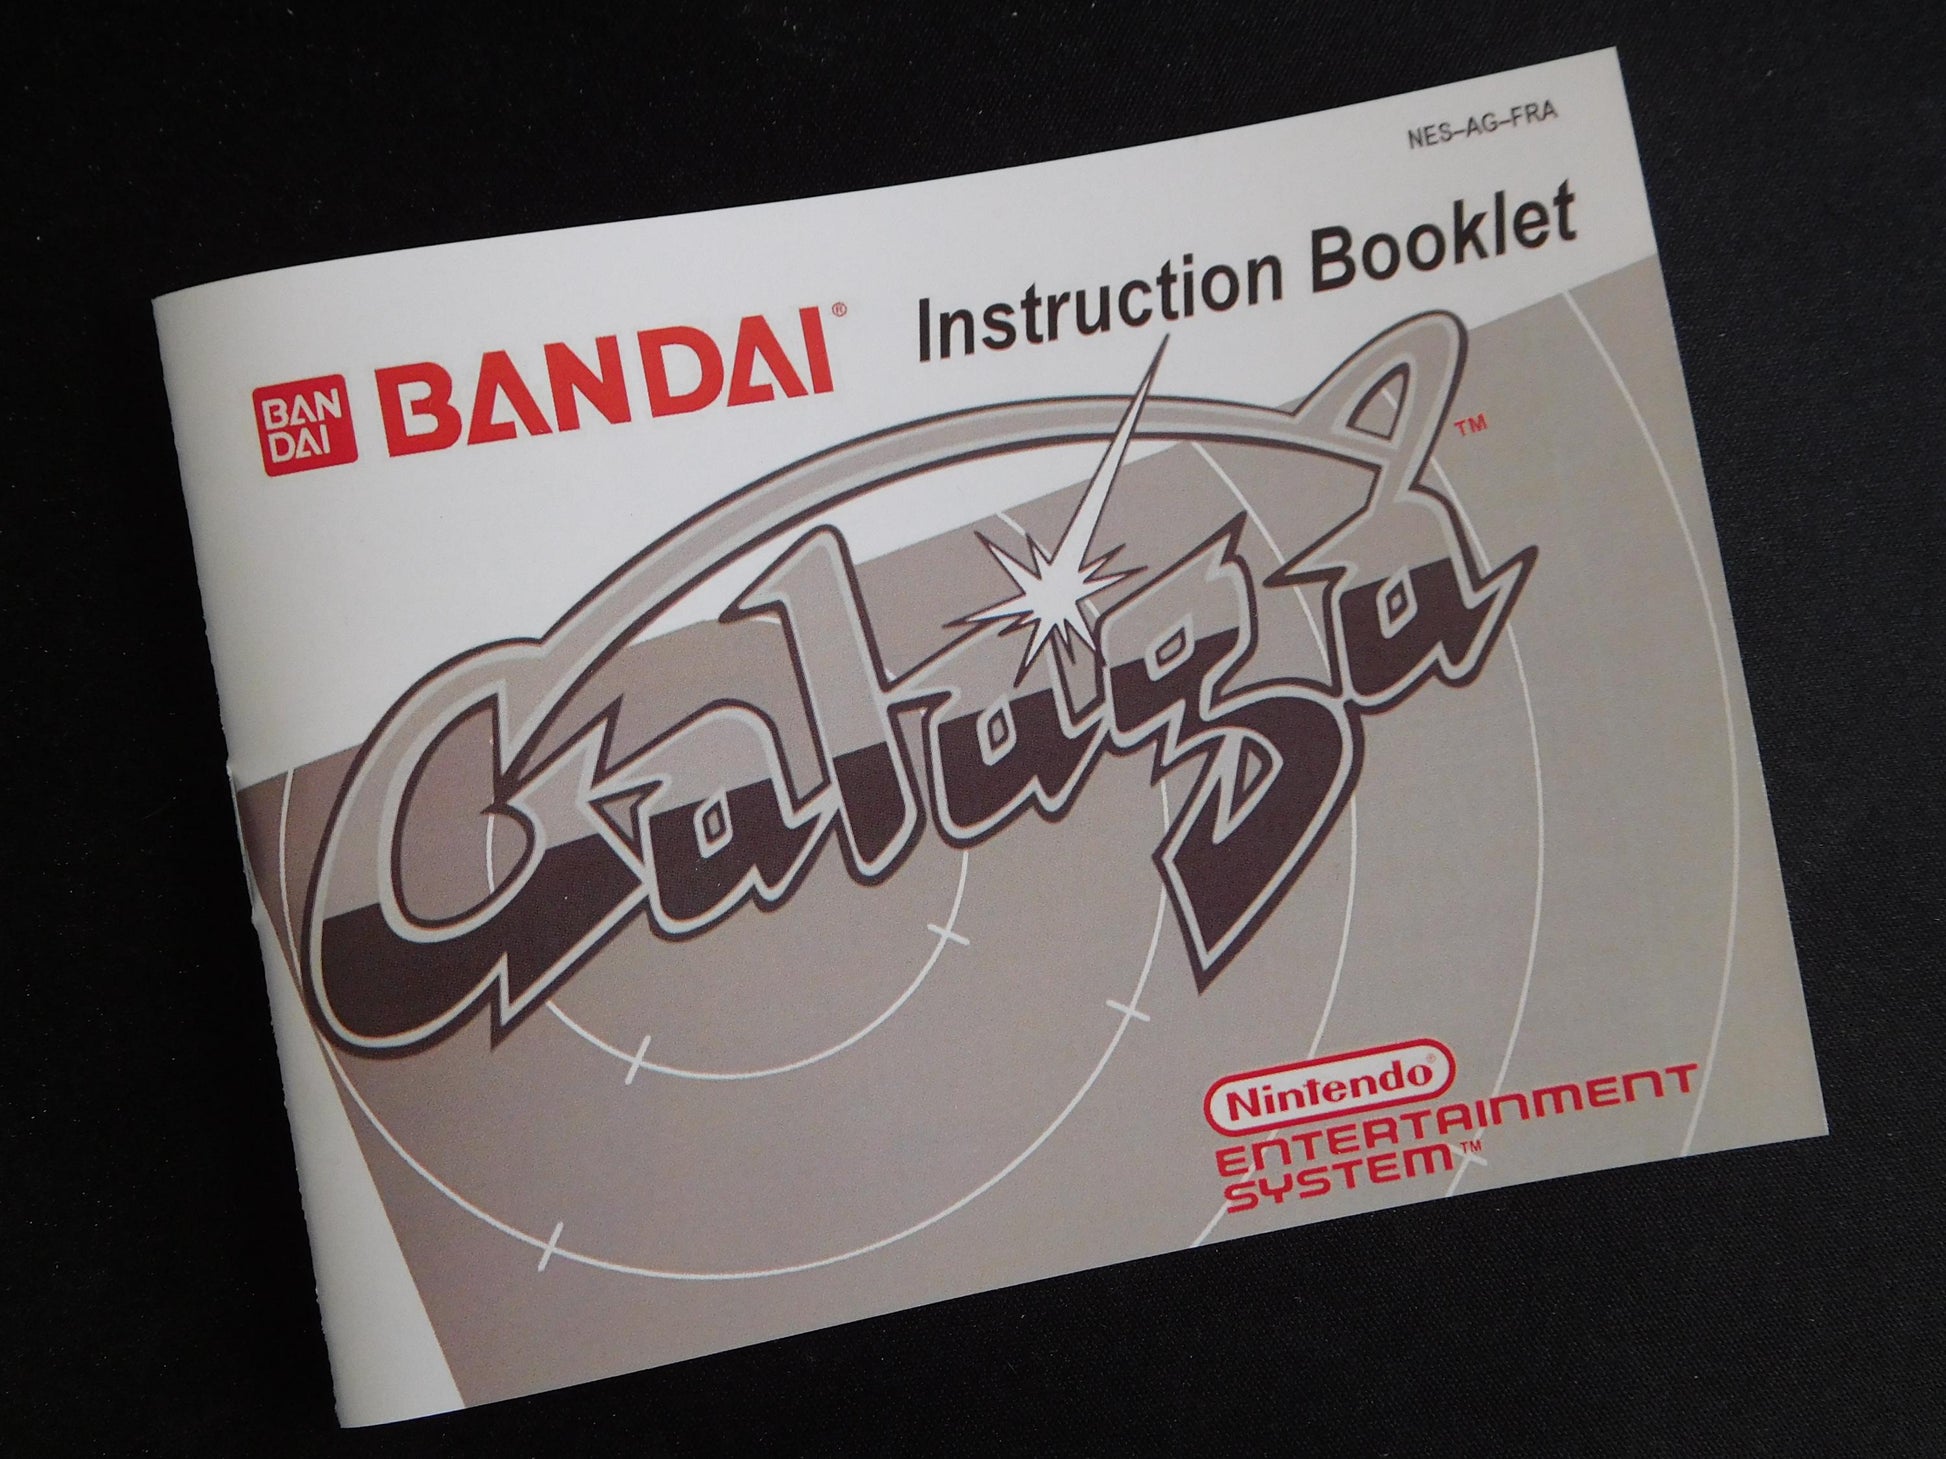 NES-AG-FRA
BAN
DAI
BANDAI® Instruction Booklet
Galaga™
Nintendo®
ENTERTAINMENT
SYSTEM™